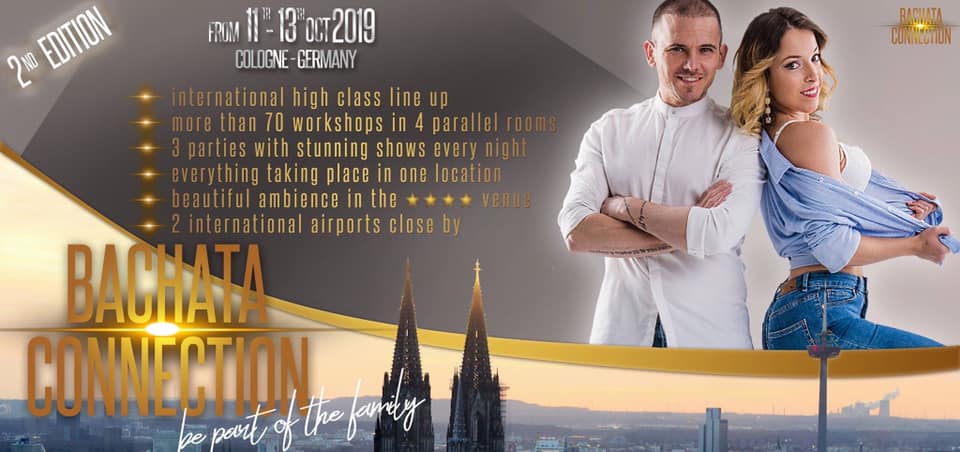 2ND EDITION
FROM 11TH - 13TH OCT 2019
COLOGNE - GERMANY
BACHATA
CONNECTION
international high class line up
more than 70 workshops in 4 parallel rooms
3 parties with stunning shows every night
everything taking place in one location
beautiful ambience in the ★★★★ venue
2 international airports close by
BACHATA
CONNECTION
be part of the family